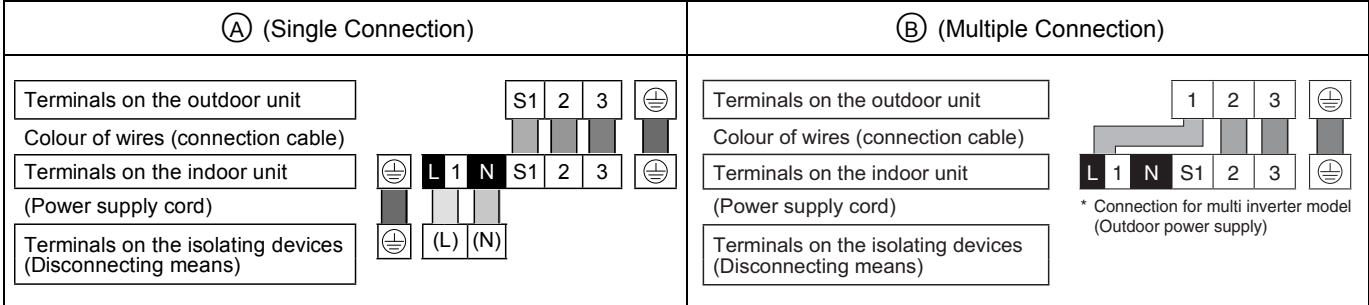 Ⓐ (Single Connection)
Terminals on the outdoor unit
S1 2 3
Colour of wires (connection cable)
Terminals on the indoor unit
L 1 N S1 2 3
(Power supply cord)
Terminals on the isolating devices
(Disconnecting means)
(L) (N)
Ⓑ (Multiple Connection)
Terminals on the outdoor unit
1 2 3
Colour of wires (connection cable)
Terminals on the indoor unit
L 1 N S1 2 3
(Power supply cord)
* Connection for multi inverter model
(Outdoor power supply)
Terminals on the isolating devices
(Disconnecting means)